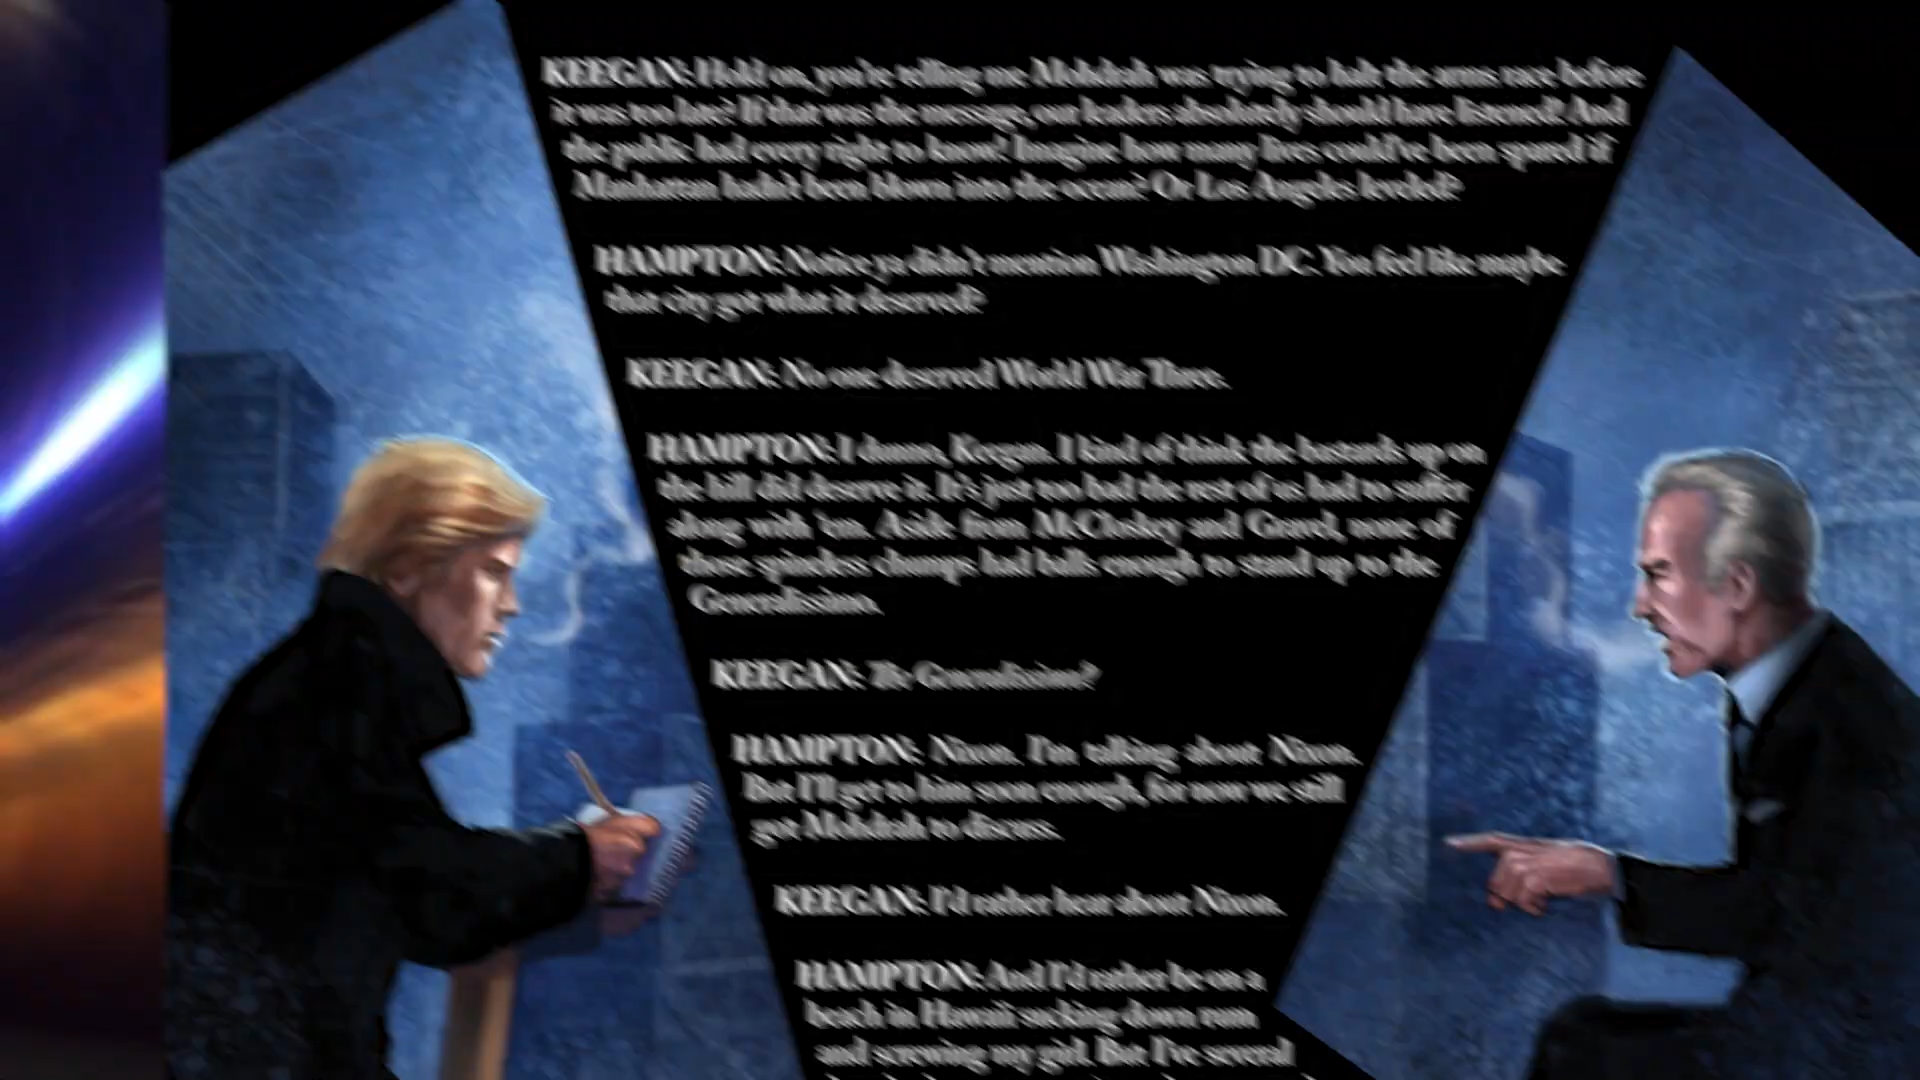 KEEGAN: Hold on, you're telling me Mohdeah was trying to halt the arms race before
it was too late? If that was the message, our leaders absolutely should have listened! And
the public had every right to know! Imagine how many lives could've been spared if
Manhattan hadn't been blown into the ocean? Or Los Angeles leveled?
HAMPTON: Notice ya didn't mention Washington DC. You feel like maybe
that city got what it deserved?
KEEGAN: No one deserved World War Three.
HAMPTON: I dunno, Keegan. I kind of think the bastards up on
the hill did deserve it. It's just too bad the rest of us had to suffer
along with 'em. Aside from McCloskey and Gravel, none of
those spineless chumps had balls enough to stand up to the
Generalissimo.
KEEGAN: The Generalissimo?
HAMPTON: Nixon. I'm talking about Nixon.
But I'll get to him soon enough, for now we still
got Mohdeah to discuss.
KEEGAN: I'd rather hear about Nixon.
HAMPTON: And I'd rather be on a
beach in Hawaii sucking down rum
and screwing my girl. But I've several